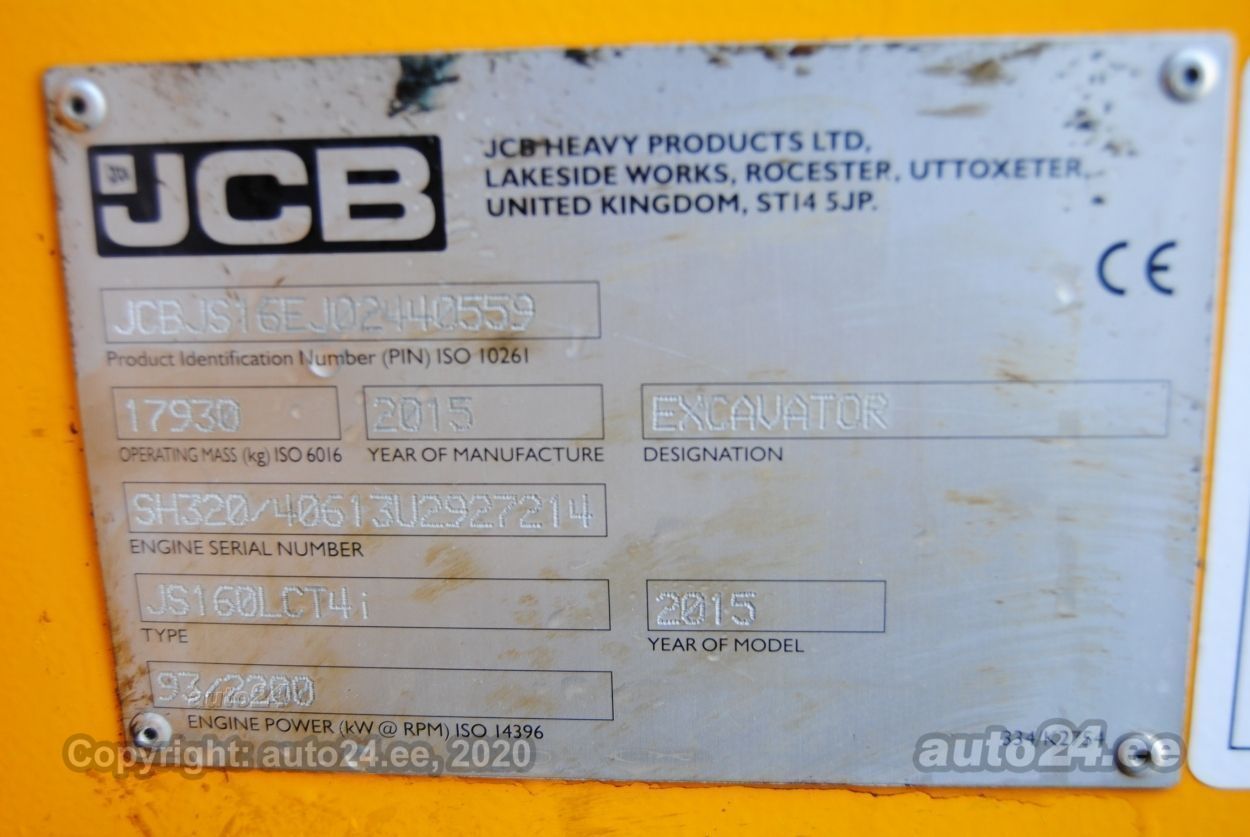 JCB
JCB HEAVY PRODUCTS LTD,
LAKESIDE WORKS, ROCESTER, UTTOXETER,
UNITED KINGDOM, ST14 5JP.
CE
JCBJS16EJ02440559
Product Identification Number (PIN) ISO 10261
17930 2015 EXCAVATOR
OPERATING MASS (kg) ISO 6016 YEAR OF MANUFACTURE DESIGNATION
SH320/40613U2927214
ENGINE SERIAL NUMBER
JS160LCT4i 2015
TYPE YEAR OF MODEL
93/2200
ENGINE POWER (kW @ RPM) ISO 14396
Copyright: auto24.ee, 2020
auto24.ee